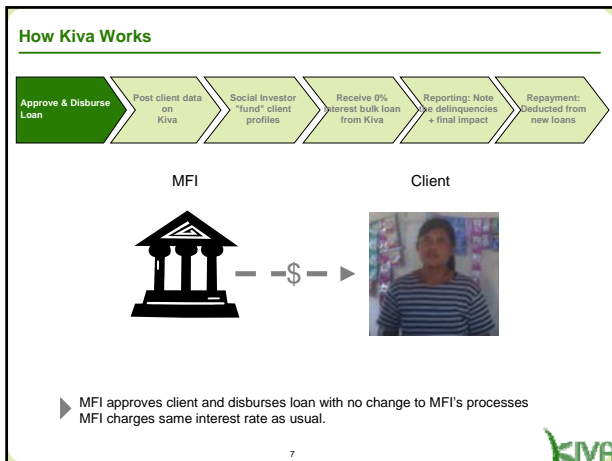 How Kiva Works
Approve & Disburse
Loan
Post client data
on
Kiva
Social Investor
"fund" client
profiles
Receive 0%
interest bulk loan
from Kiva
Reporting: Note
the delinquencies
+ final impact
Repayment:
Deducted from
new loans
MFI
Client
$
MFI approves client and disburses loan with no change to MFI's processes
MFI charges same interest rate as usual.
7
KIVA